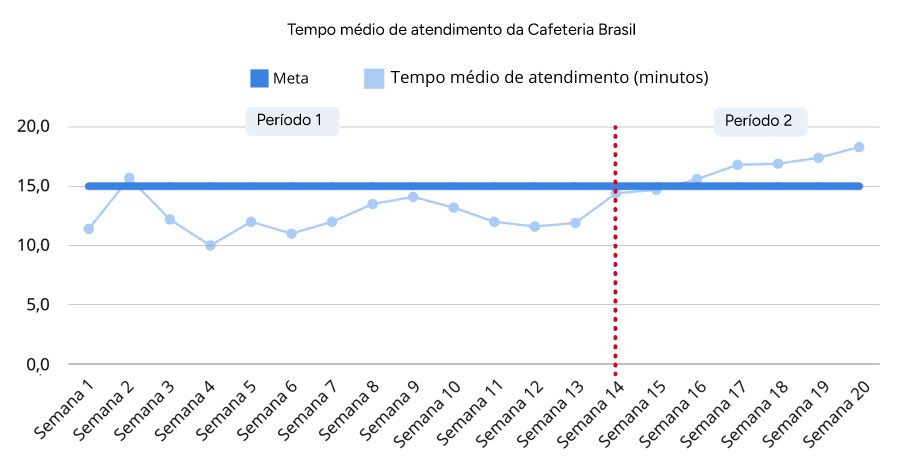 Tempo médio de atendimento da Cafeteria Brasil
Meta
Tempo médio de atendimento (minutos)
Período 1
Período 2
20,0
15,0
10,0
5,0
0,0
Semana 1
Semana 2
Semana 3
Semana 4
Semana 5
Semana 6
Semana 7
Semana 8
Semana 9
Semana 10
Semana 11
Semana 12
Semana 13
Semana 14
Semana 15
Semana 16
Semana 17
Semana 18
Semana 19
Semana 20